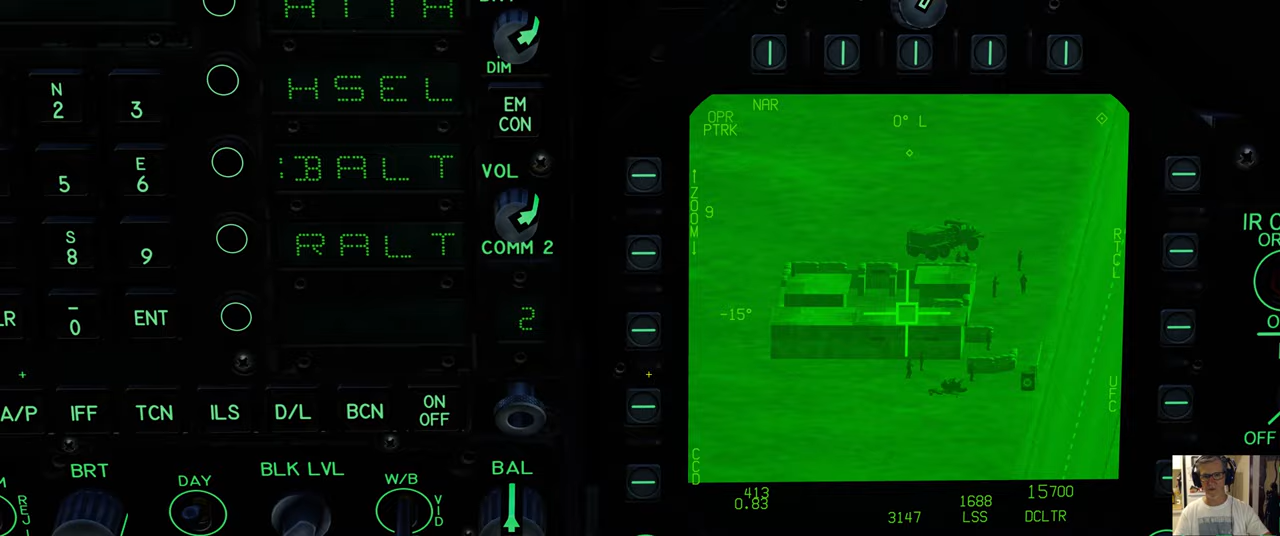 HSEL
:BALT
RALT
N
2
3
5
E
6
S
8
9
-
0
ENT
A/P
IFF
TCN
ILS
D/L
BCN
ON
OFF
BRT
DAY
BLK LVL
W/B
VID
BAL
DIM
EM
CON
VOL
COMM 2
2
NAR
OPR
PTRK
0° L
↑ZOOM↓
9
-15°
RTCL
UFC
CCD
413
0.83
3147
1688
LSS
15700
DCLTR
OFF